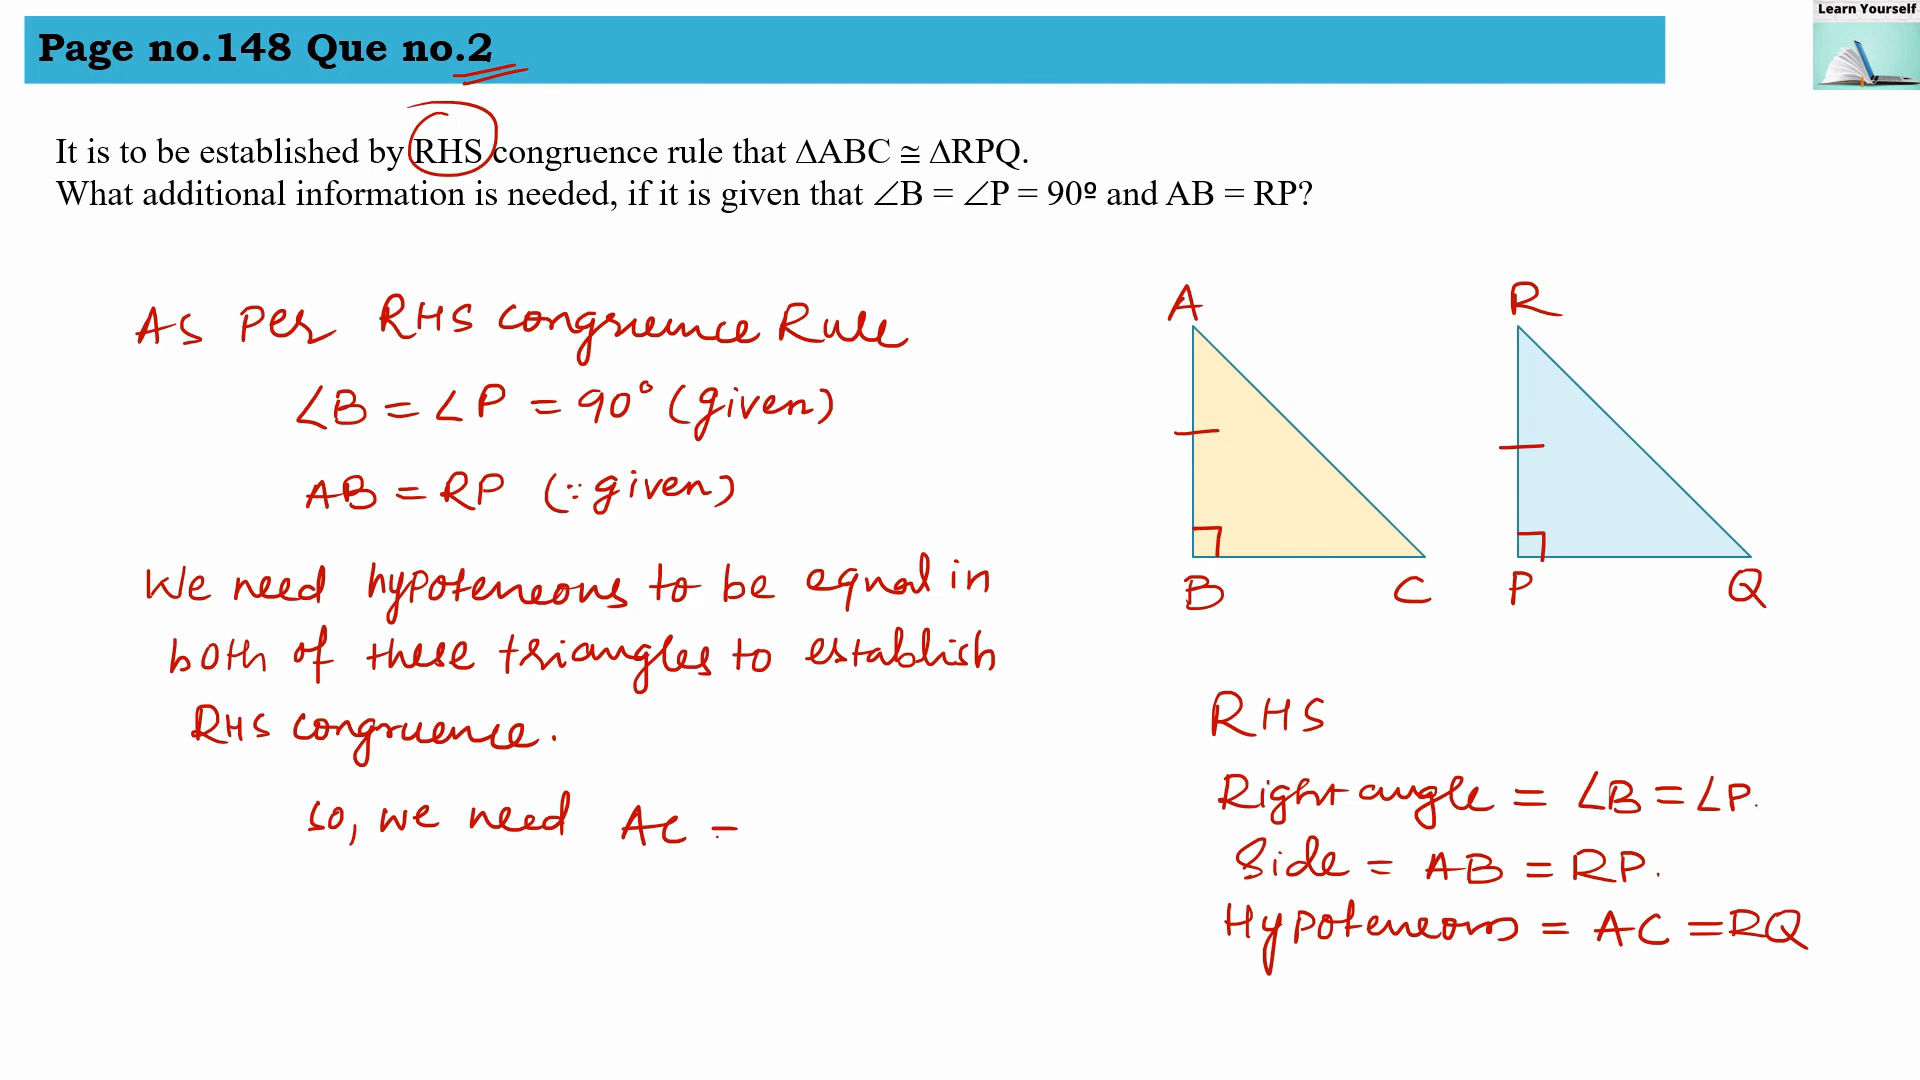 Learn Yourself
Page no.148 Que no.2
It is to be established by RHS congruence rule that ΔABC ≅ ΔRPQ.
What additional information is needed, if it is given that ∠B = ∠P = 90º and AB = RP?
As per RHS congruence Rule
∠B = ∠P = 90° (given)
AB = RP (∵ given)
We need hypoteneous to be equal in
both of these triangles to establish
RHS congruence.
so, we need AC =
A
R
B
C
P
Q
RHS
Right angle = ∠B = ∠P.
Side = AB = RP.
Hypoteneous = AC = RQ